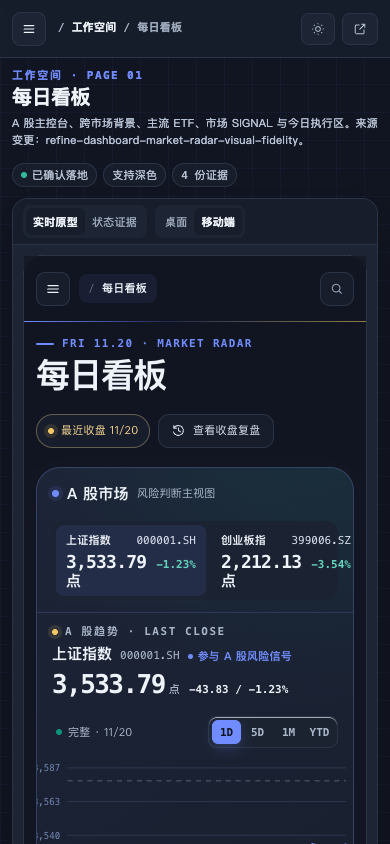 / 工作空间 / 每日看板
工作空间 · PAGE 01
每日看板
A 股主控台、跨市场背景、主流 ETF、市场 SIGNAL 与今日执行区。来源
变更：refine-dashboard-market-radar-visual-fidelity。
已确认落地 支持深色 4 份证据
实时原型 状态证据 桌面 移动端
/ 每日看板
FRI 11.20 · MARKET RADAR
每日看板
最近收盘 11/20 查看收盘复盘
A 股市场 风险判断主视图
上证指数 000001.SH 创业板指 399006.SZ
3,533.79 点 -1.23% 2,212.13 点 -3.54%
A 股趋势 · LAST CLOSE
上证指数 000001.SH 参与 A 股风险信号
3,533.79 点 -43.83 / -1.23%
完整 · 11/20 1D 5D 1M YTD
3,587
3,563
3,540